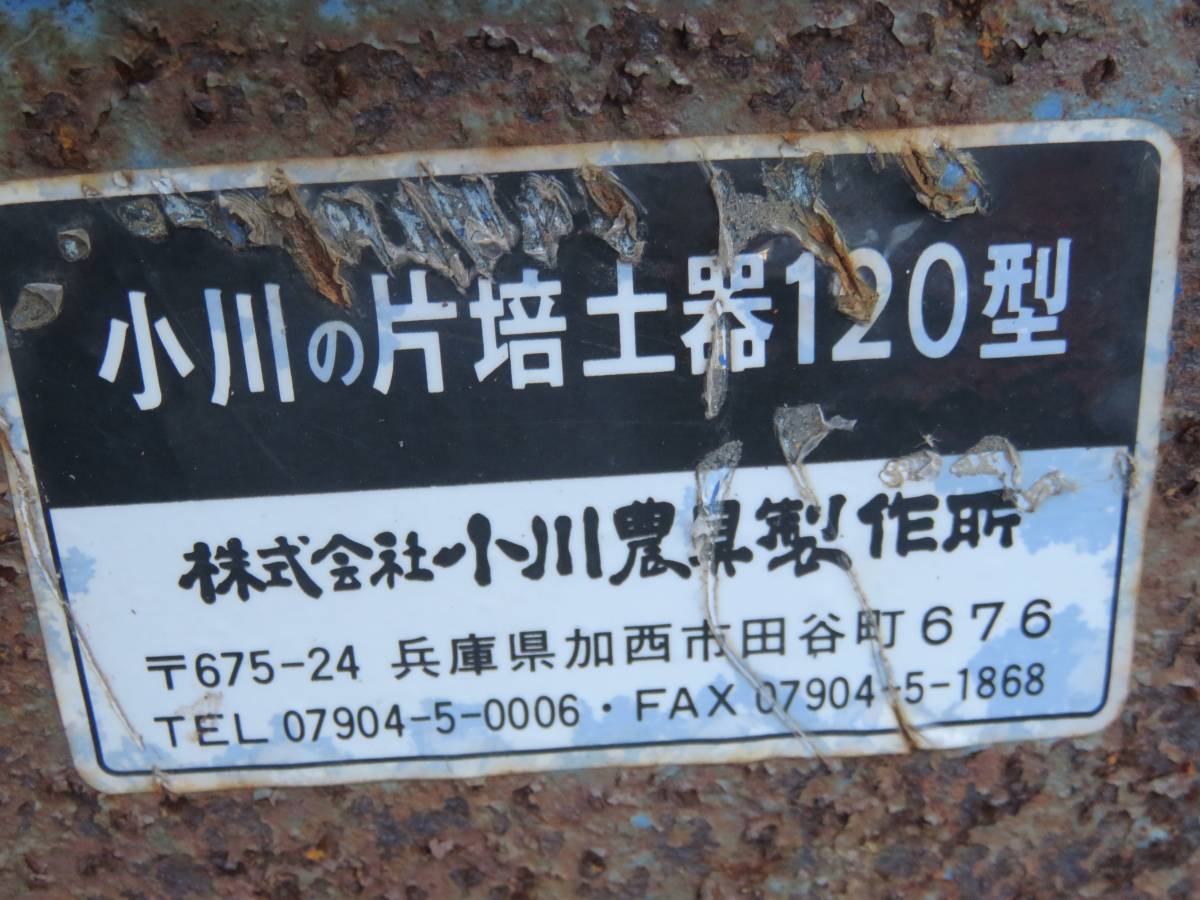 小川の片培土器120型
株式会社小川農具製作所
〒675-24 兵庫県加西市田谷町676
TEL 07904-5-0006・FAX 07904-5-1868